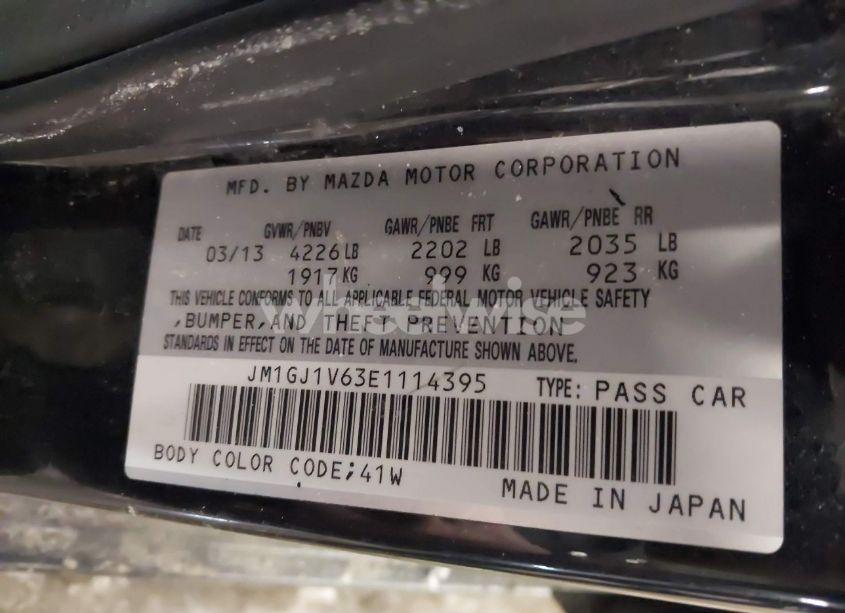 MFD. BY MAZDA MOTOR CORPORATION
DATE GVWR/PNBV GAWR/PNBE FRT GAWR/PNBE RR
03/13 4226 LB 2202 LB 2035 LB
1917 KG 999 KG 923 KG
THIS VEHICLE CONFORMS TO ALL APPLICABLE FEDERAL MOTOR VEHICLE SAFETY
,BUMPER,AND THEFT PREVENTION
STANDARDS IN EFFECT ON THE DATE OF MANUFACTURE SHOWN ABOVE.
JM1GJ1V63E1114395 TYPE: PASS CAR
BODY COLOR CODE;41W
MADE IN JAPAN
wheelwise